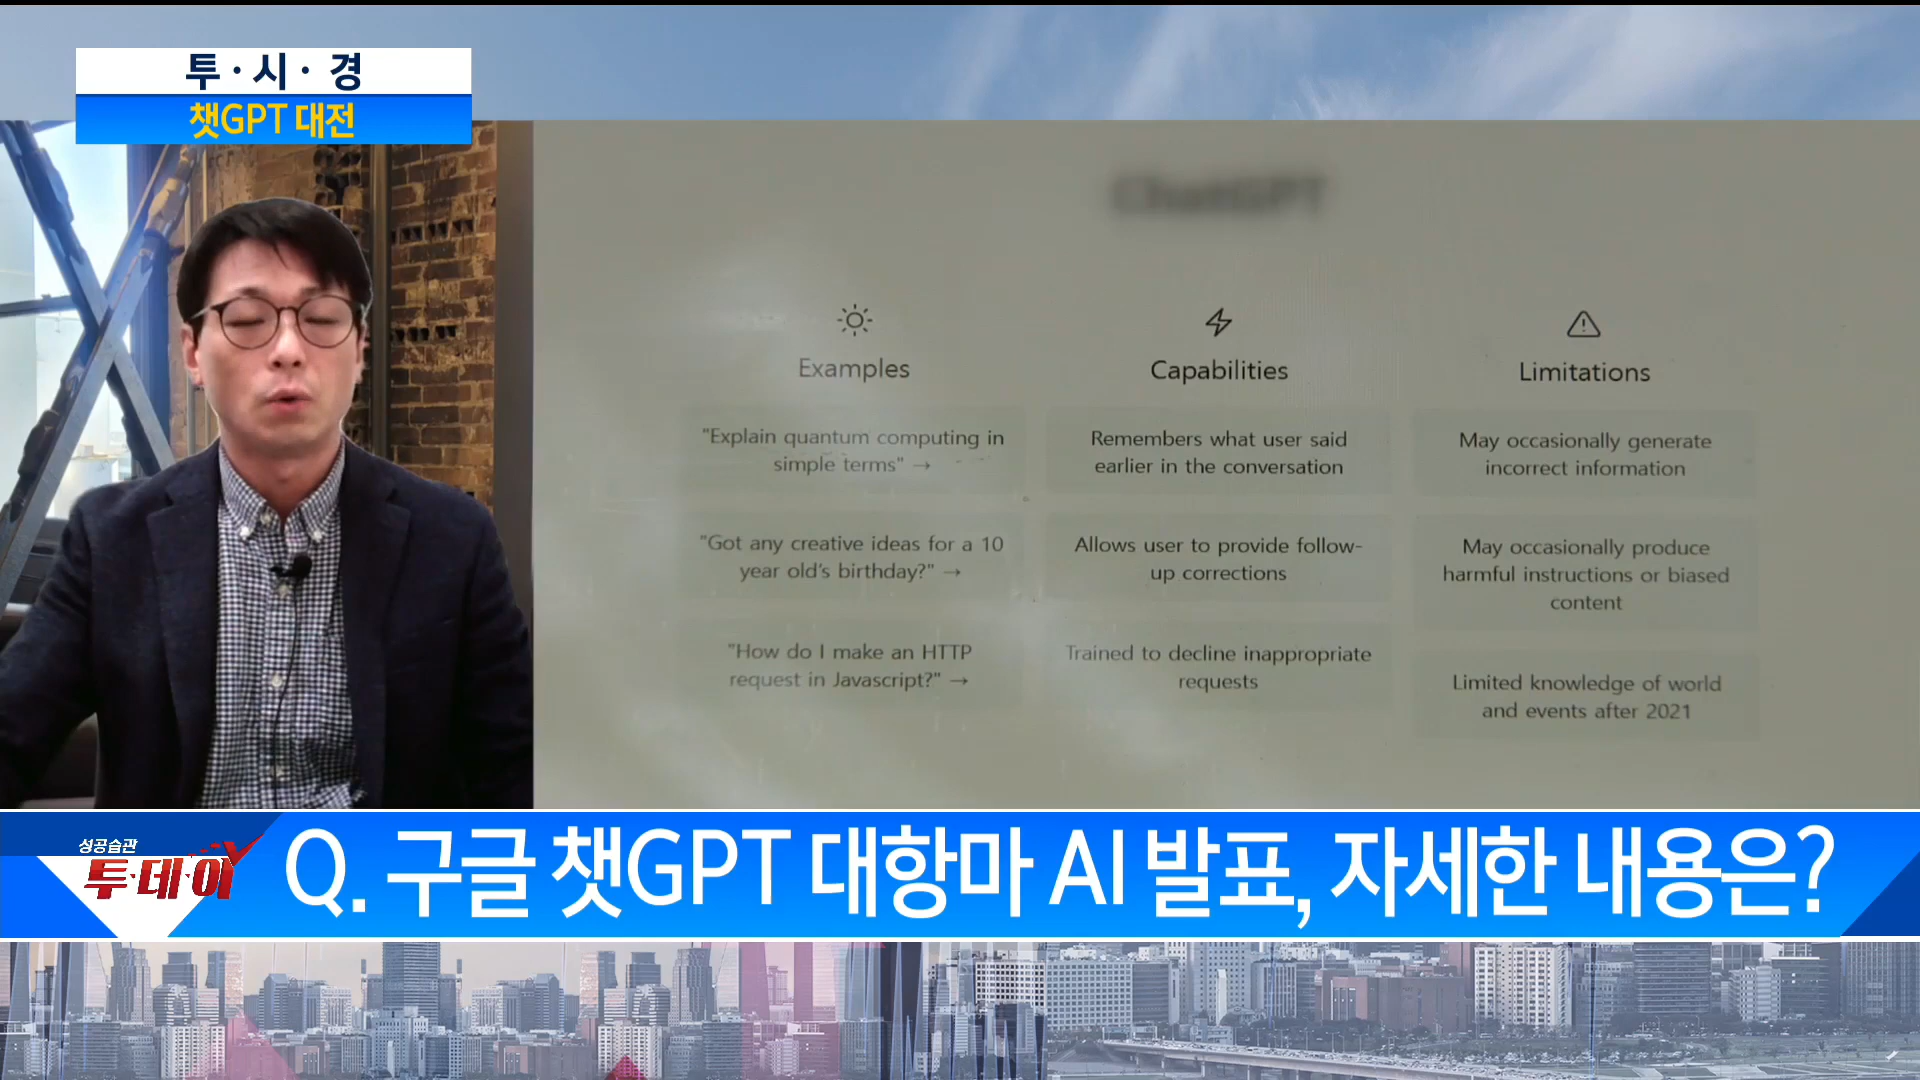 투·시·경
챗GPT 대전
ChatGPT
Examples
"Explain quantum computing in
simple terms" →
"Got any creative ideas for a 10
year old's birthday?" →
"How do I make an HTTP
request in Javascript?" →
Capabilities
Remembers what user said
earlier in the conversation
Allows user to provide follow-
up corrections
Trained to decline inappropriate
requests
Limitations
May occasionally generate
incorrect information
May occasionally produce
harmful instructions or biased
content
Limited knowledge of world
and events after 2021
성공습관
투·데·이
Q. 구글 챗GPT 대항마 AI 발표, 자세한 내용은?